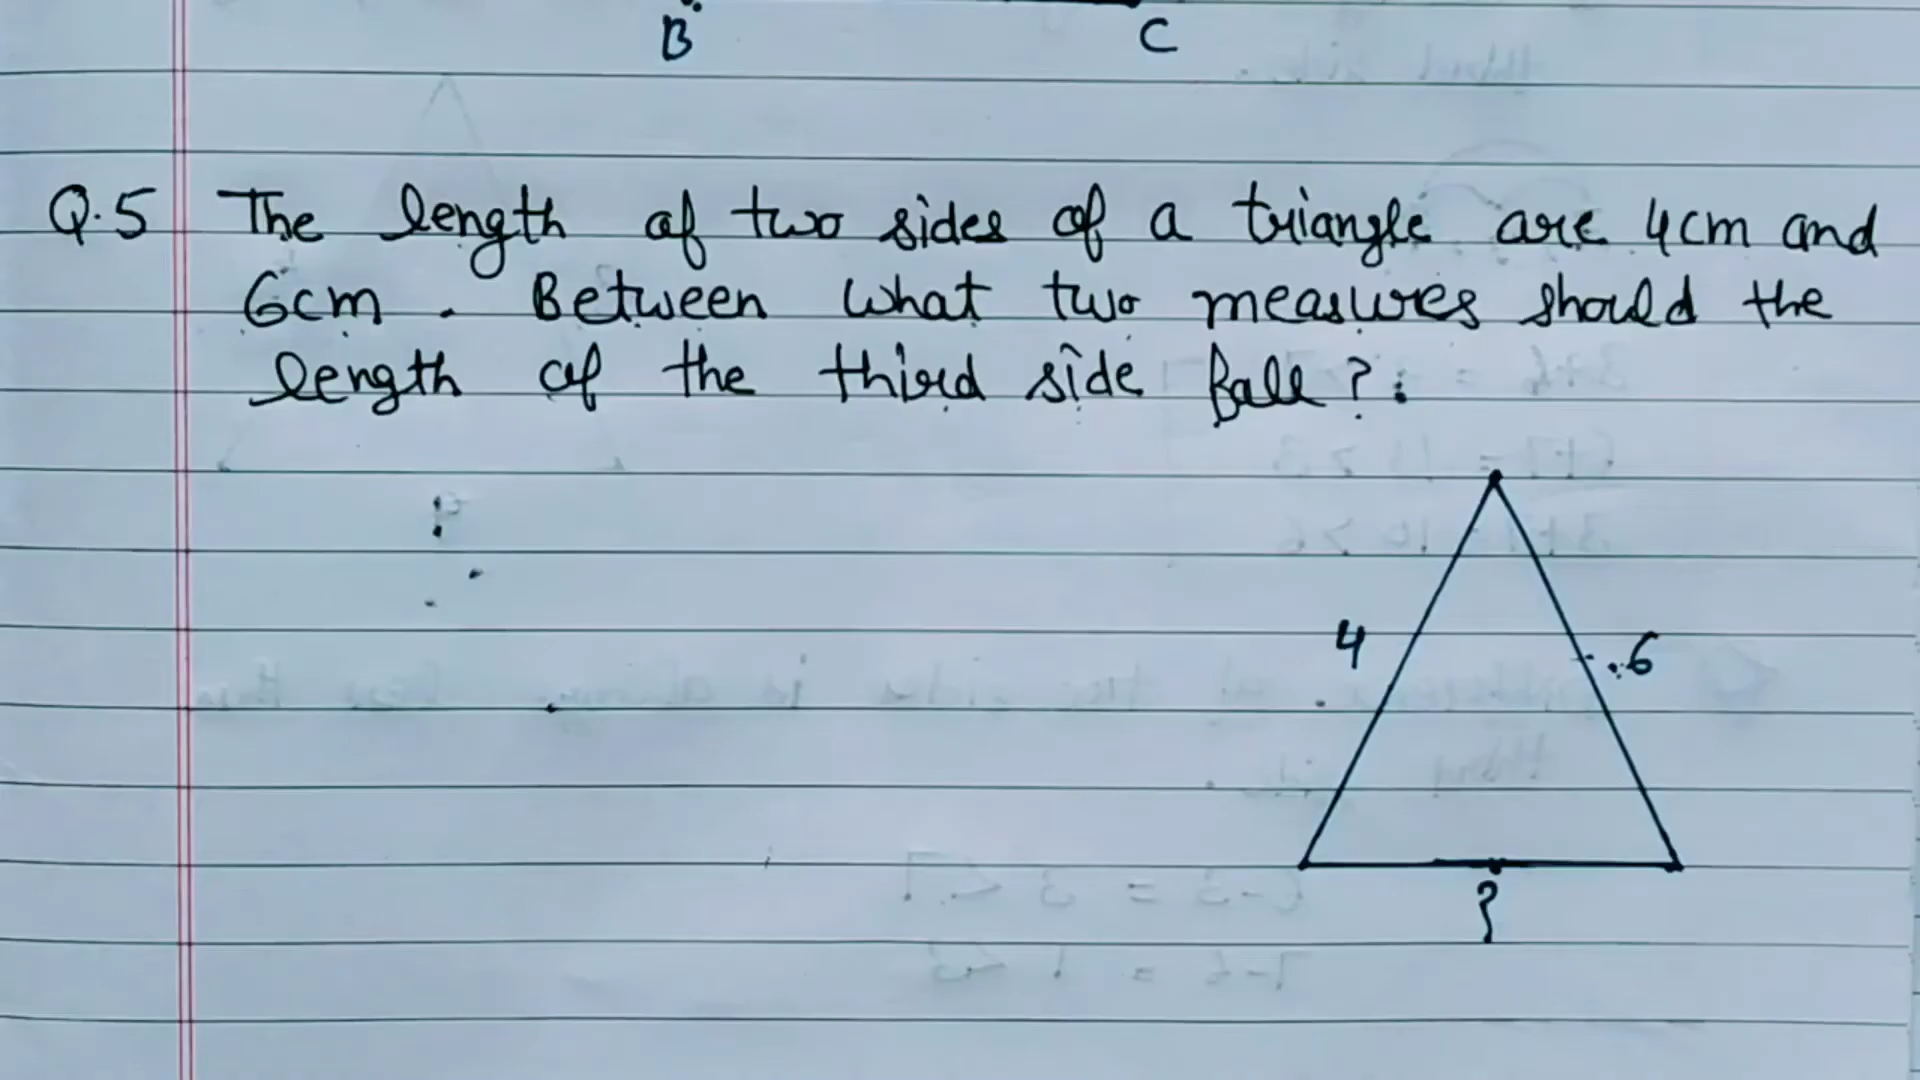 B C
Q.5 The length of two sides of a triangle are 4cm and
6cm. Between what two measures should the
length of the third side fall?
4
6
?